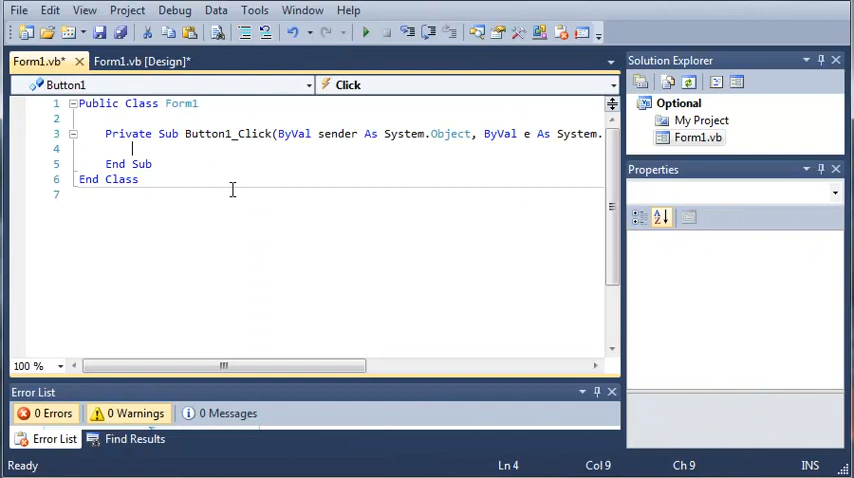 File Edit View Project Debug Data Tools Window Help
Form1.vb* Form1.vb [Design]*
Button1 Click
1 Public Class Form1
2
3 Private Sub Button1_Click(ByVal sender As System.Object, ByVal e As System.
4
5 End Sub
6 End Class
7
100 %
Solution Explorer
Optional
My Project
Form1.vb
Properties
Error List
0 Errors 0 Warnings 0 Messages
Error List Find Results
Ready Ln 4 Col 9 Ch 9 INS